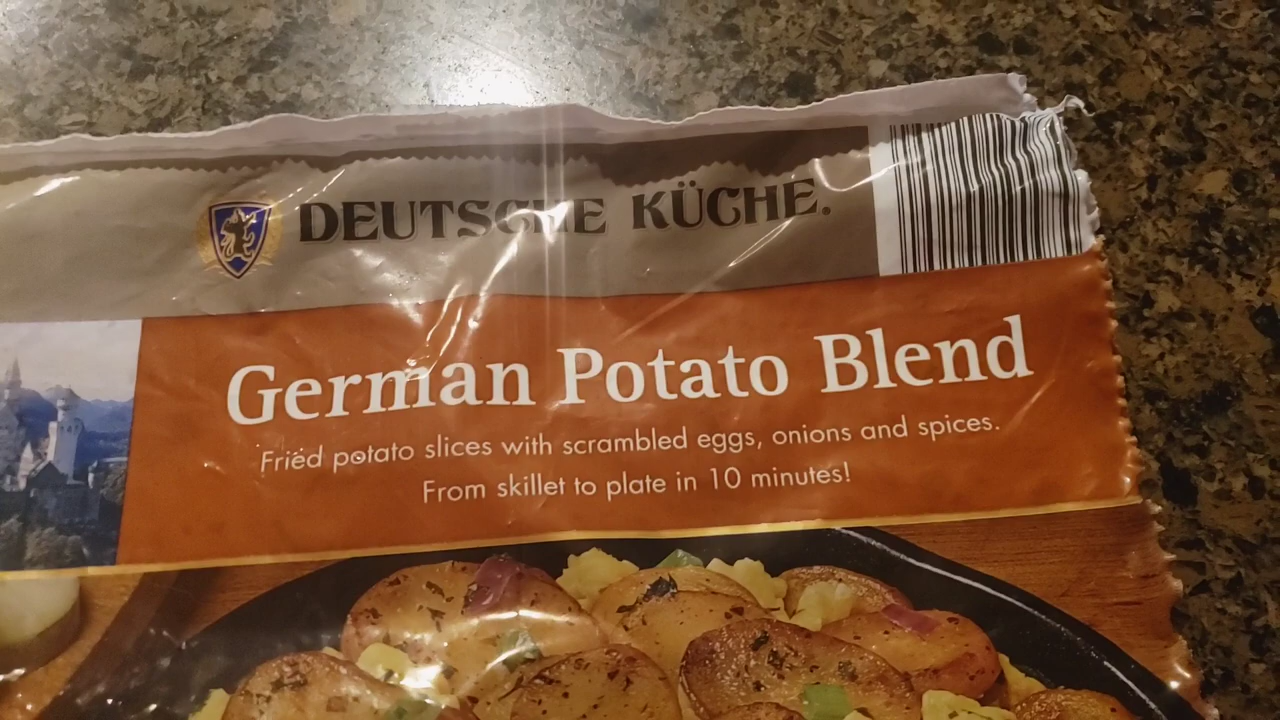 DEUTSCHE KÜCHE.
German Potato Blend
Fried potato slices with scrambled eggs, onions and spices.
From skillet to plate in 10 minutes!